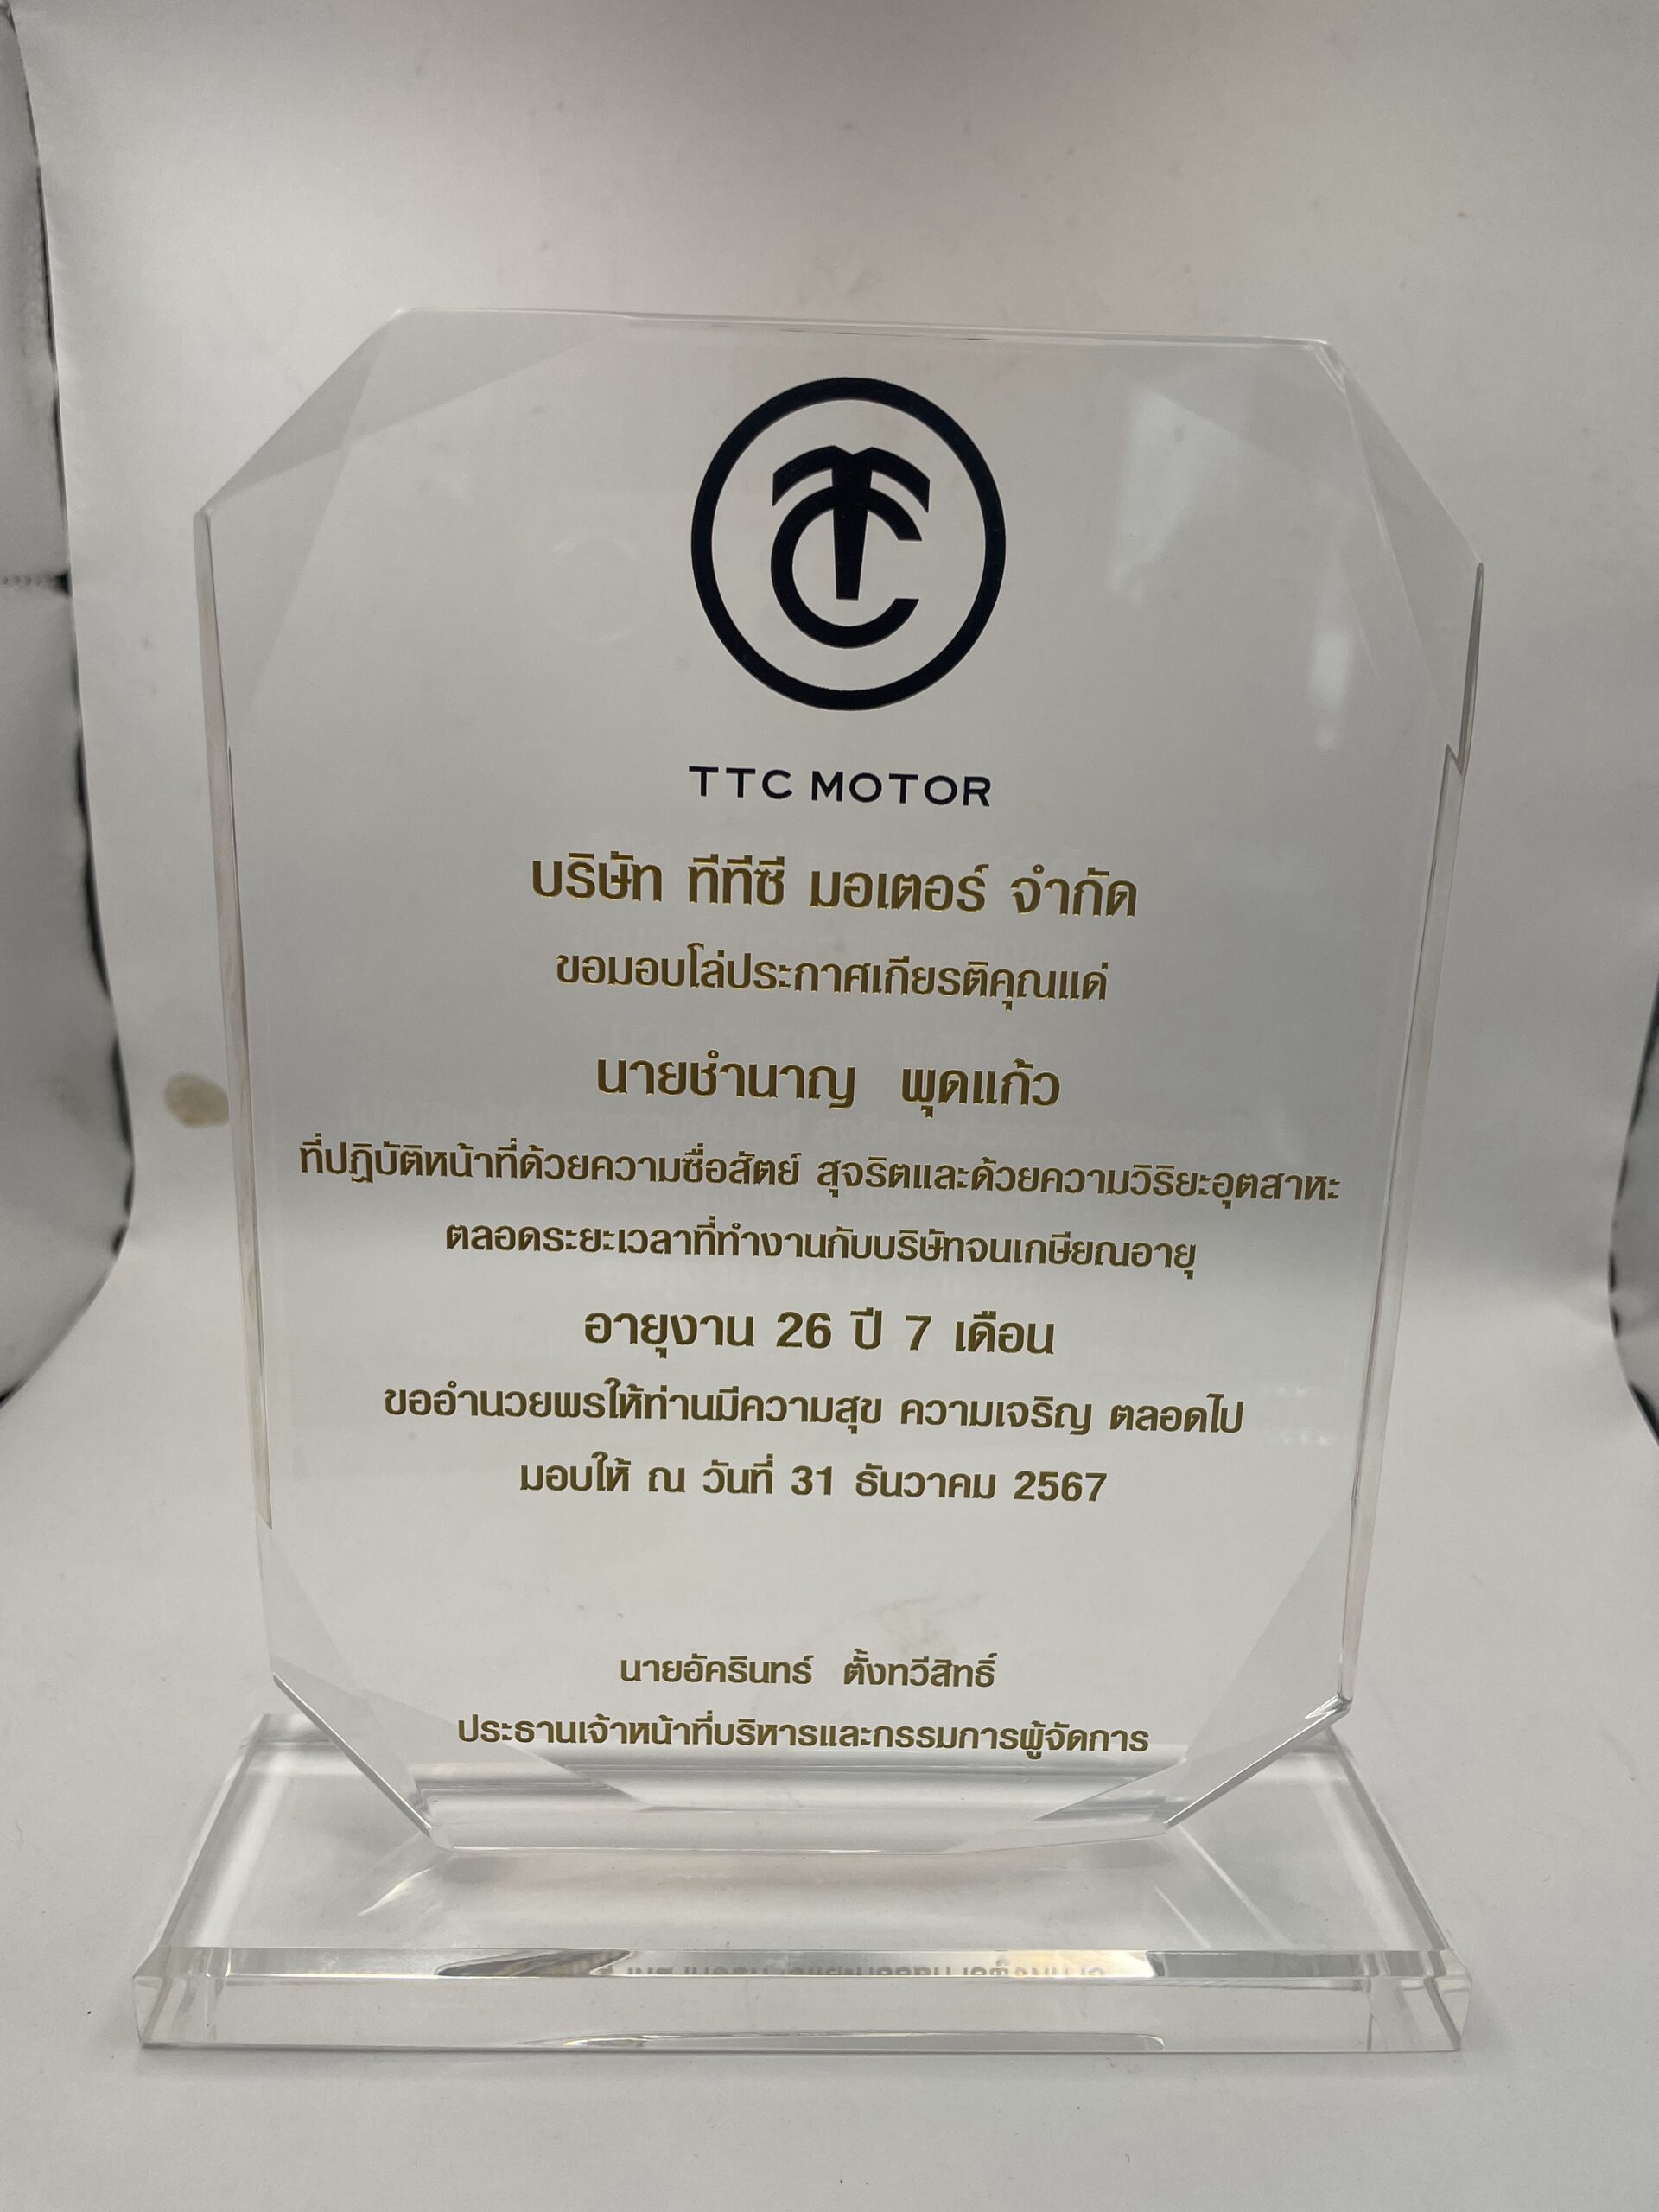 TTC MOTOR
บริษัท ทีทีซี มอเตอร์ จำกัด
ขอมอบโล่ประกาศเกียรติคุณแด่
นายชำนาญ พุดแก้ว
ที่ปฏิบัติหน้าที่ด้วยความซื่อสัตย์ สุจริตและด้วยความวิริยะอุตสาหะ
ตลอดระยะเวลาที่ทำงานกับบริษัทจนเกษียณอายุ
อายุงาน 26 ปี 7 เดือน
ขออำนวยพรให้ท่านมีความสุข ความเจริญ ตลอดไป
มอบให้ ณ วันที่ 31 ธันวาคม 2567
นายอัครินทร์ ตั้งทวีสิทธิ์
ประธานเจ้าหน้าที่บริหารและกรรมการผู้จัดการ